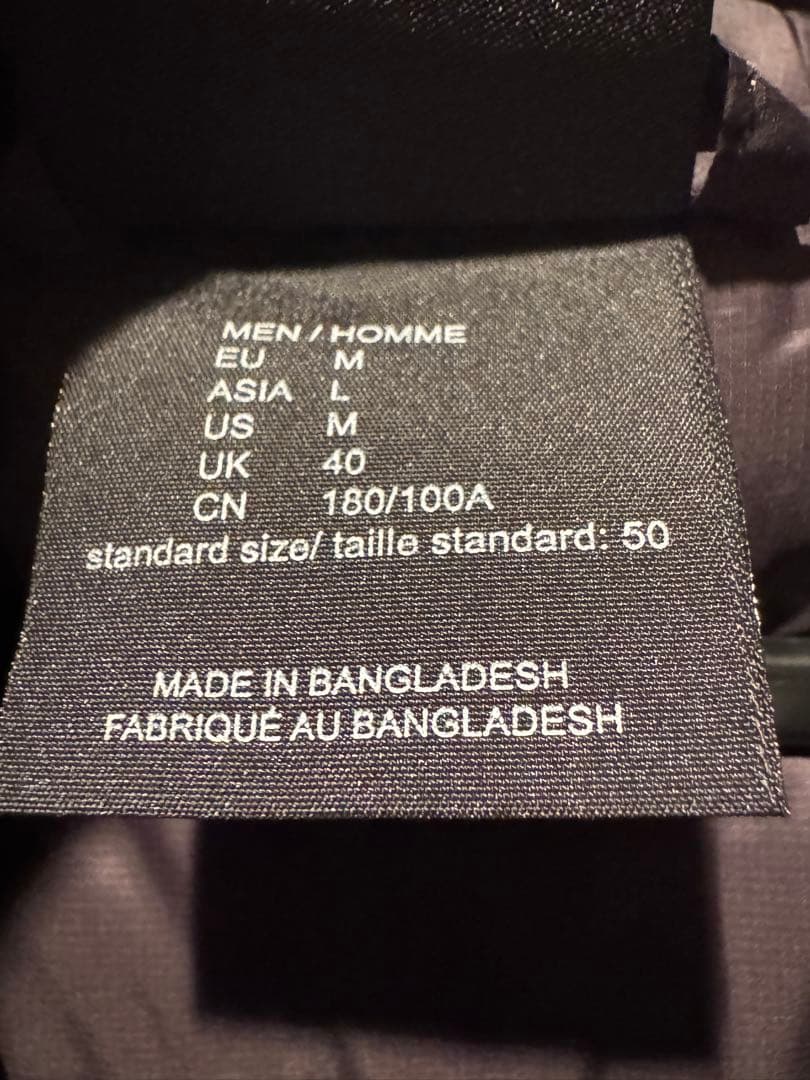 MEN / HOMME
EU M
ASIA L
US M
UK 40
CN 180/100A
standard size/ taille standard: 50
MADE IN BANGLADESH
FABRIQUÉ AU BANGLADESH